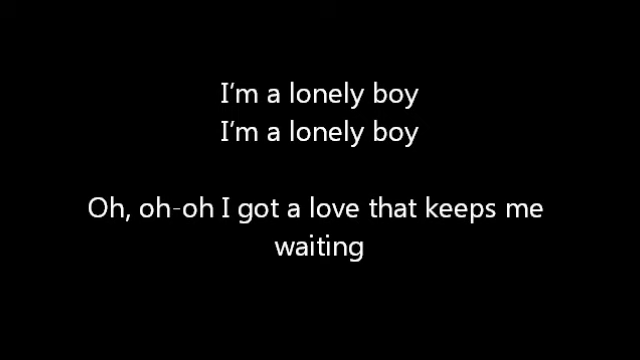 I'm a lonely boy
I'm a lonely boy
Oh, oh-oh I got a love that keeps me
waiting